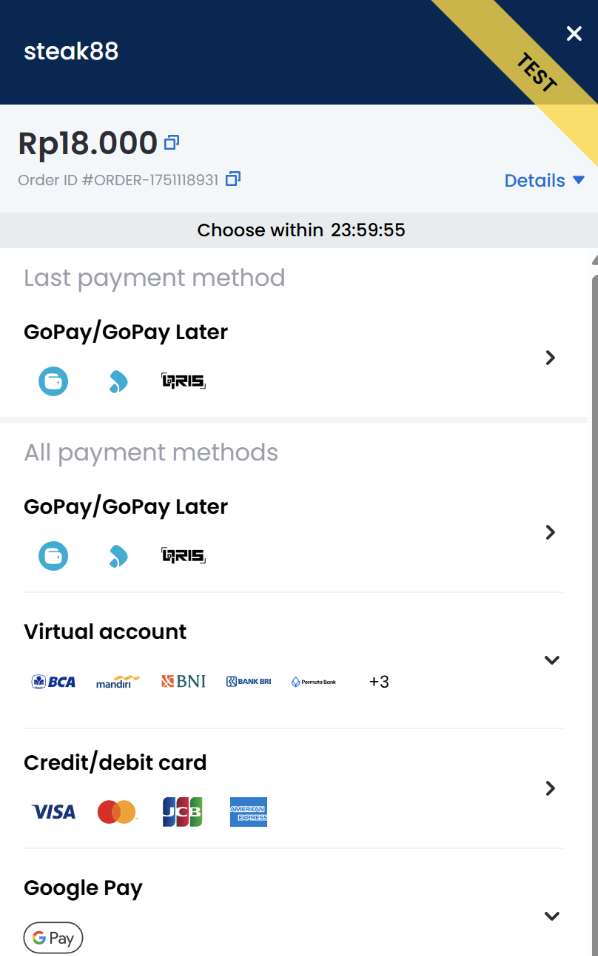 steak88
TEST
Rp18.000
Order ID #ORDER-1751118931
Details
Choose within 23:59:55
Last payment method
GoPay/GoPay Later
QRIS
All payment methods
GoPay/GoPay Later
QRIS
Virtual account
BCA mandiri BNI BANK BRI PermataBank +3
Credit/debit card
VISA JCB AMERICAN EXPRESS
Google Pay
G Pay